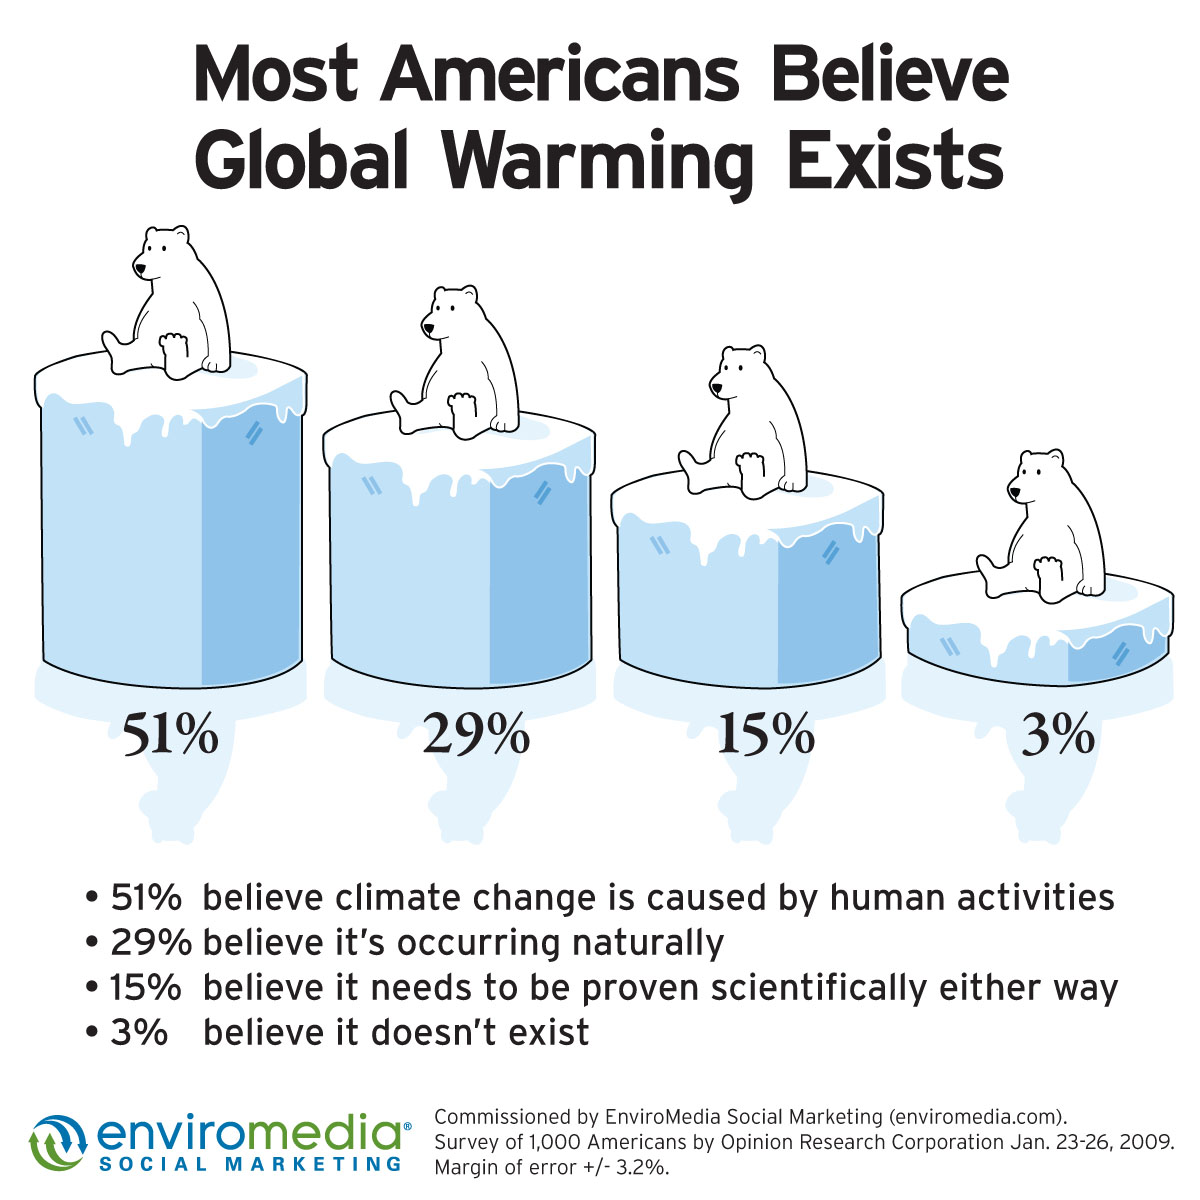 Most Americans Believe
Global Warming Exists
51%
29%
15%
3%
• 51% believe climate change is caused by human activities
• 29% believe it's occurring naturally
• 15% believe it needs to be proven scientifically either way
• 3% believe it doesn't exist
enviromedia®
SOCIAL MARKETING
Commissioned by EnviroMedia Social Marketing (enviromedia.com).
Survey of 1,000 Americans by Opinion Research Corporation Jan. 23-26, 2009.
Margin of error +/- 3.2%.